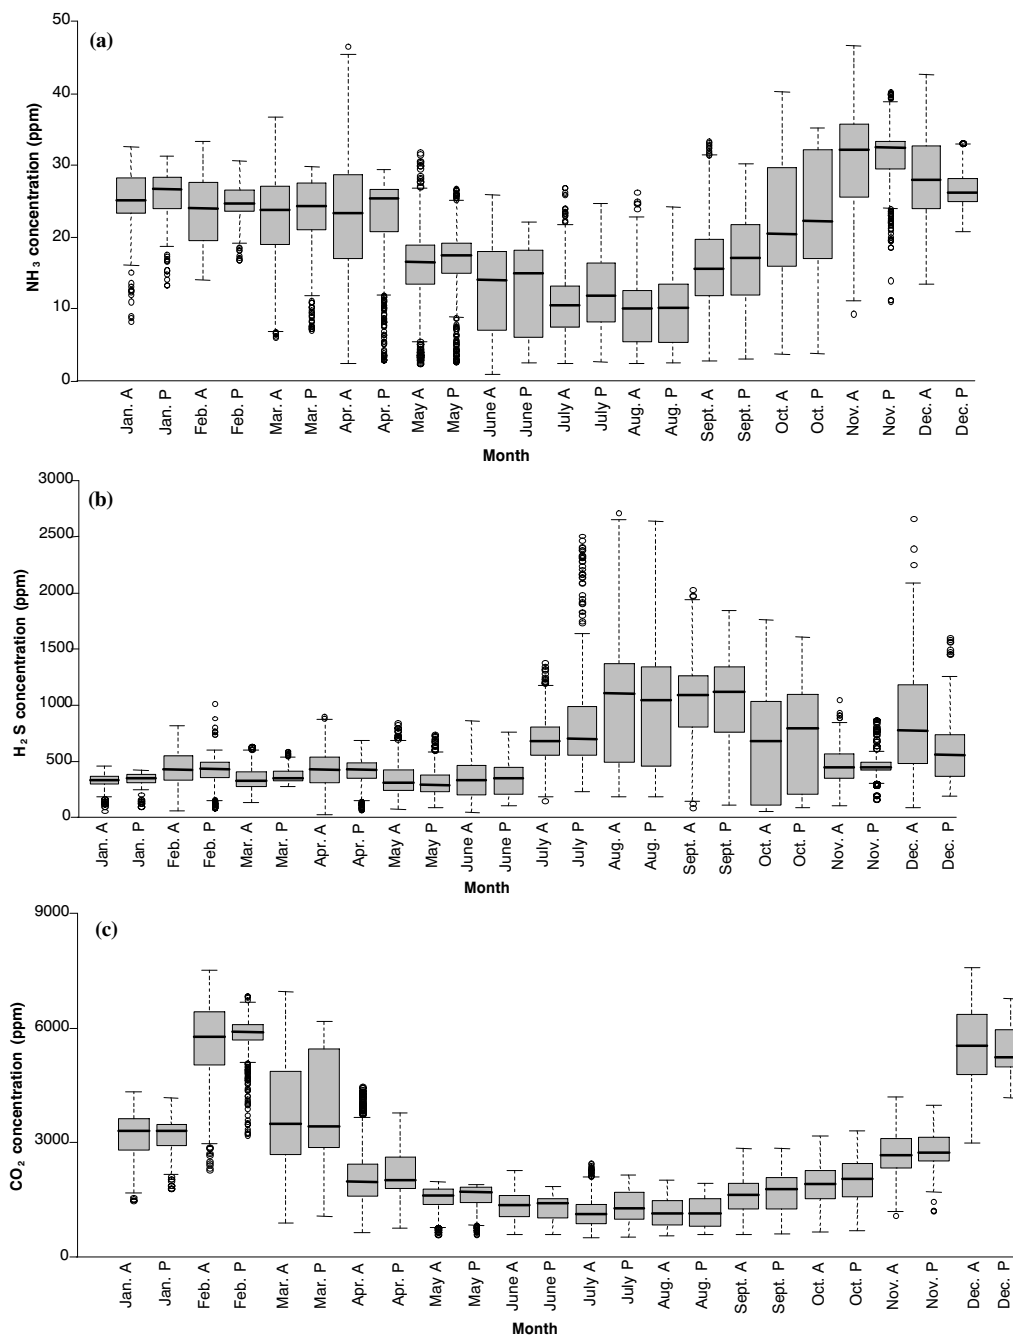 50
(a)
40
30
20
10
0
NH3 concentration (ppm)
Jan. A
Jan. P
Feb. A
Feb. P
Mar. A
Mar. P
Apr. A
Apr. P
May A
May P
June A
June P
July A
July P
Aug. A
Aug. P
Sept. A
Sept. P
Oct. A
Oct. P
Nov. A
Nov. P
Dec. A
Dec. P
Month
3000
(b)
2500
2000
1500
1000
500
0
H2 S concentration (ppm)
Jan. A
Jan. P
Feb. A
Feb. P
Mar. A
Mar. P
Apr. A
Apr. P
May A
May P
June A
June P
July A
July P
Aug. A
Aug. P
Sept. A
Sept. P
Oct. A
Oct. P
Nov. A
Nov. P
Dec. A
Dec. P
Month
9000
(c)
6000
3000
0
CO2 concentration (ppm)
Jan. A
Jan. P
Feb. A
Feb. P
Mar. A
Mar. P
Apr. A
Apr. P
May A
May P
June A
June P
July A
July P
Aug. A
Aug. P
Sept. A
Sept. P
Oct. A
Oct. P
Nov. A
Nov. P
Dec. A
Dec. P
Month